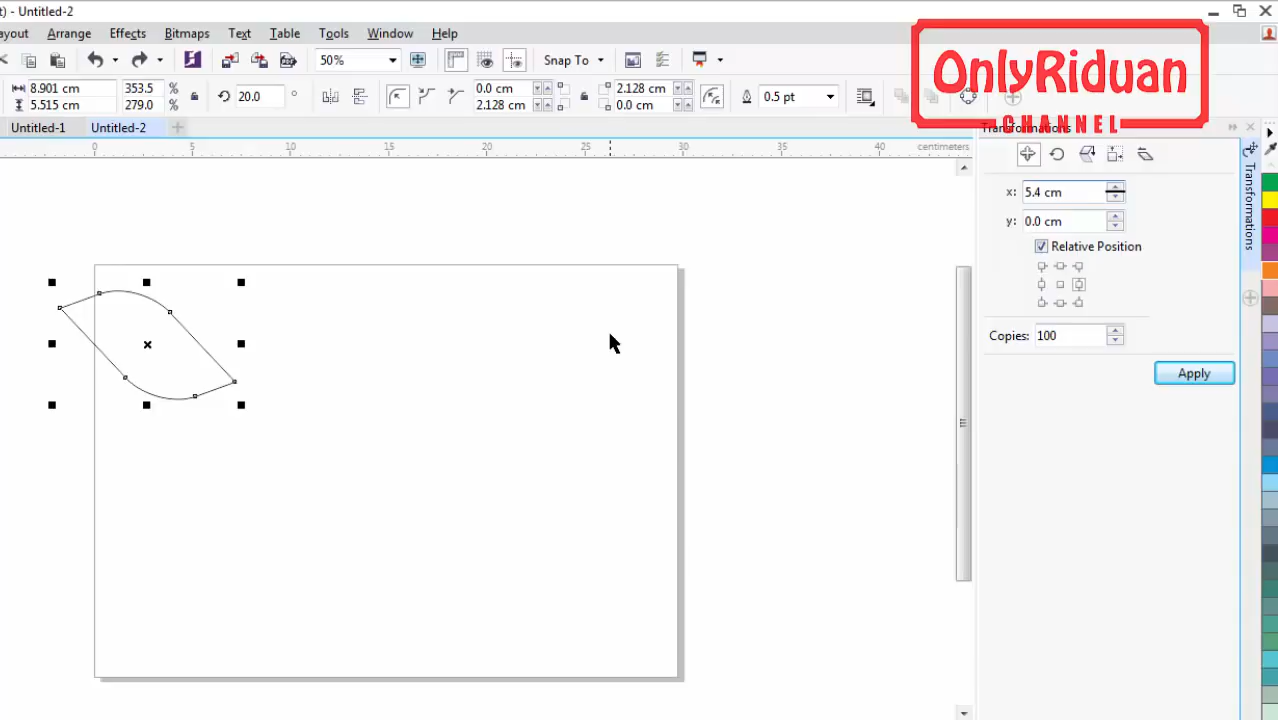 t) - Untitled-2
ayout Arrange Effects Bitmaps Text Table Tools Window Help
50% Snap To
8.901 cm 353.5 % 20.0 ° 0.0 cm 2.128 cm 0.5 pt
5.515 cm 279.0 % 2.128 cm 0.0 cm
OnlyRiduan
CHANNEL
Untitled-1 Untitled-2
Transformations
0 5 10 15 20 25 30 35 40 centimeters
x: 5.4 cm
y: 0.0 cm
Relative Position
Copies: 100
Apply
Transformations